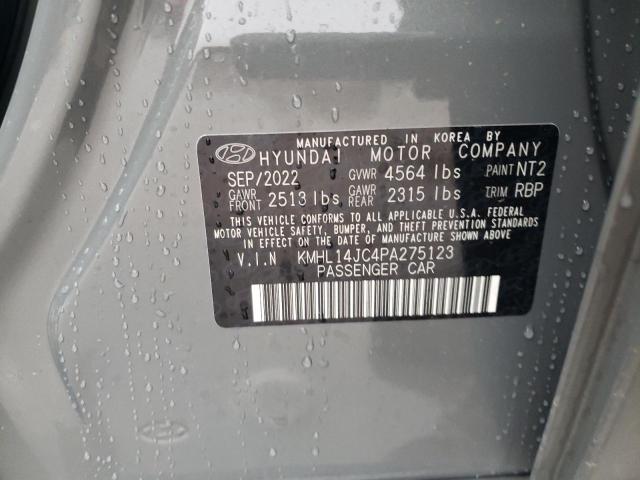 MANUFACTURED IN KOREA BY
HYUNDAI MOTOR COMPANY
SEP/2022 GVWR 4564 lbs PAINT NT2
GAWR FRONT 2513 lbs GAWR REAR 2315 lbs TRIM RBP
THIS VEHICLE CONFORMS TO ALL APPLICABLE U.S.A. FEDERAL
MOTOR VEHICLE SAFETY, BUMPER, AND THEFT PREVENTION STANDARDS
IN EFFECT ON THE DATE OF MANUFACTURE SHOWN ABOVE.
V.I.N KMHL14JC4PA275123
PASSENGER CAR